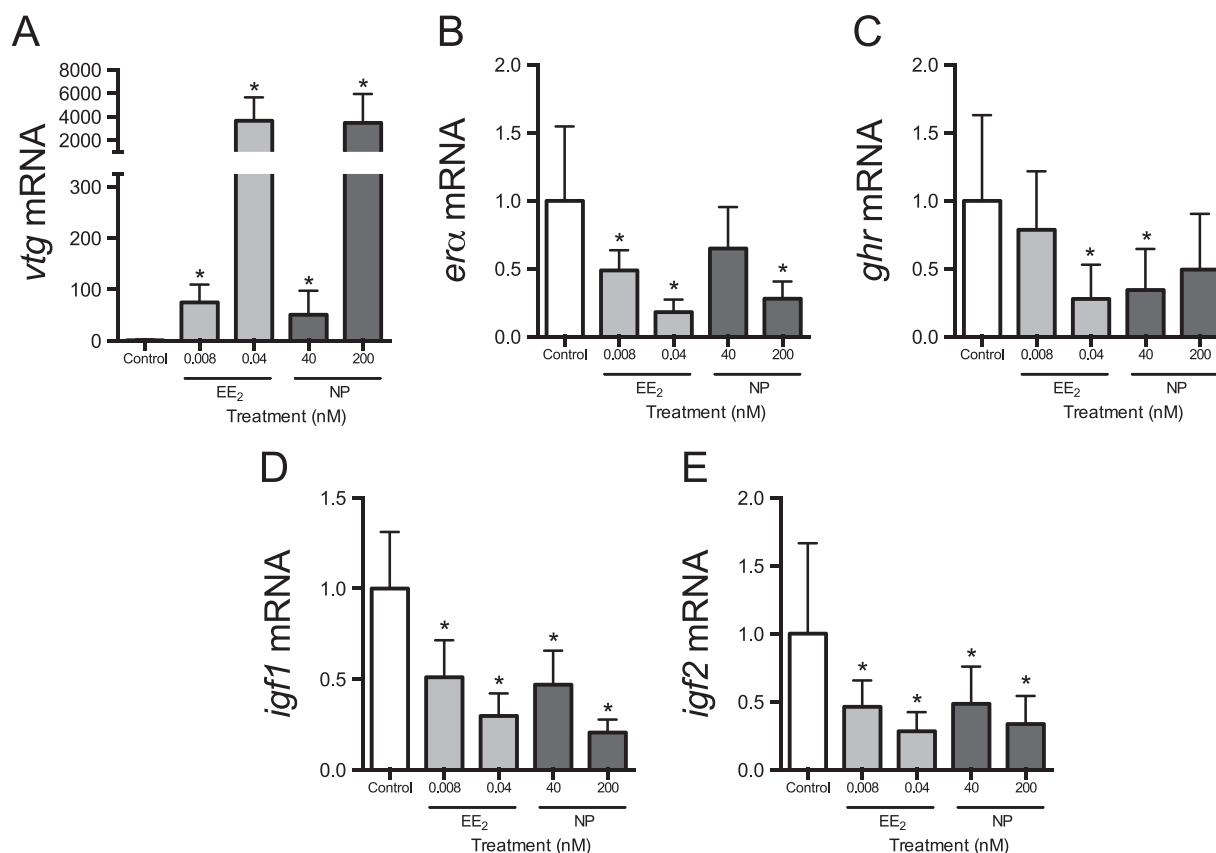 A
vtg mRNA
8000
6000
4000
2000
300
200
100
0
* * * *
Control 0.008 0.04 40 200
EE₂ NP
Treatment (nM)
B
erα mRNA
2.0
1.5
1.0
0.5
0.0
* * *
Control 0.008 0.04 40 200
EE₂ NP
Treatment (nM)
C
ghr mRNA
2.0
1.5
1.0
0.5
0.0
* *
Control 0.008 0.04 40 200
EE₂ NP
Treatment (nM)
D
igf1 mRNA
1.5
1.0
0.5
0.0
* * * *
Control 0.008 0.04 40 200
EE₂ NP
Treatment (nM)
E
igf2 mRNA
2.0
1.5
1.0
0.5
0.0
* * * *
Control 0.008 0.04 40 200
EE₂ NP
Treatment (nM)